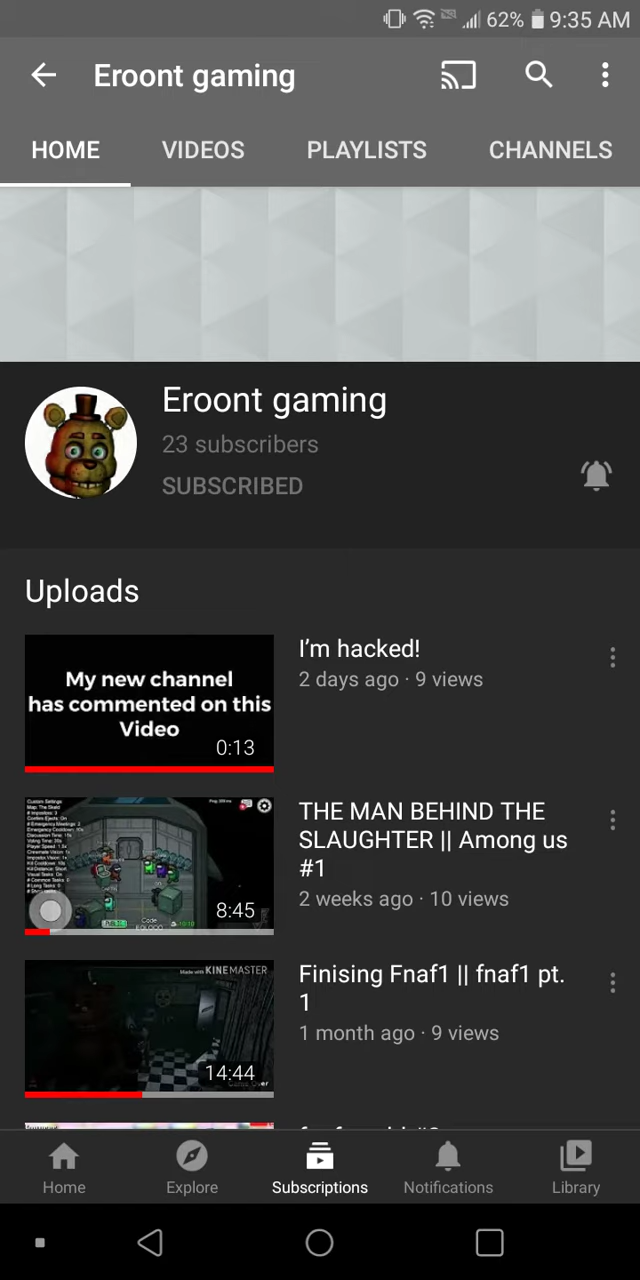 62% 9:35 AM
Eroont gaming
HOME VIDEOS PLAYLISTS CHANNELS
Eroont gaming
23 subscribers
SUBSCRIBED
Uploads
My new channel
has commented on this
Video
0:13
I'm hacked!
2 days ago · 9 views
8:45
THE MAN BEHIND THE
SLAUGHTER || Among us
#1
2 weeks ago · 10 views
Made with KINEMASTER
14:44
Finising Fnaf1 || fnaf1 pt.
1
1 month ago · 9 views
Home Explore Subscriptions Notifications Library